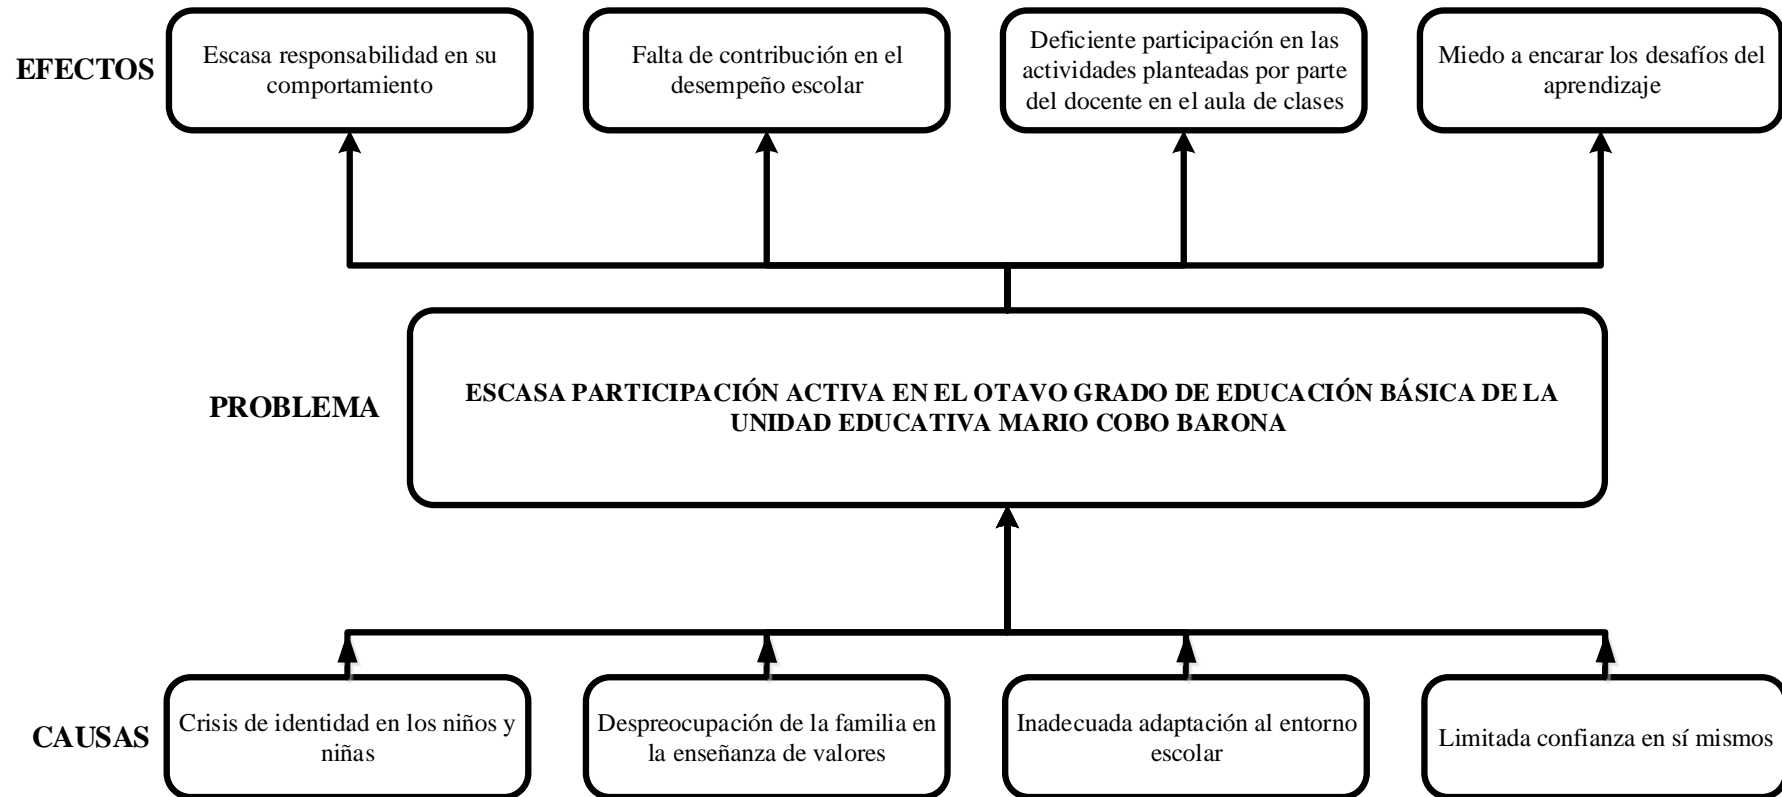 EFECTOS
Escasa responsabilidad en su
comportamiento
Falta de contribución en el
desempeño escolar
Deficiente participación en las
actividades planteadas por parte
del docente en el aula de clases
Miedo a encarar los desafíos del
aprendizaje
PROBLEMA
ESCASA PARTICIPACIÓN ACTIVA EN EL OTAVO GRADO DE EDUCACIÓN BÁSICA DE LA
UNIDAD EDUCATIVA MARIO COBO BARONA
CAUSAS
Crisis de identidad en los niños y
niñas
Despreocupación de la familia en
la enseñanza de valores
Inadecuada adaptación al entorno
escolar
Limitada confianza en sí mismos